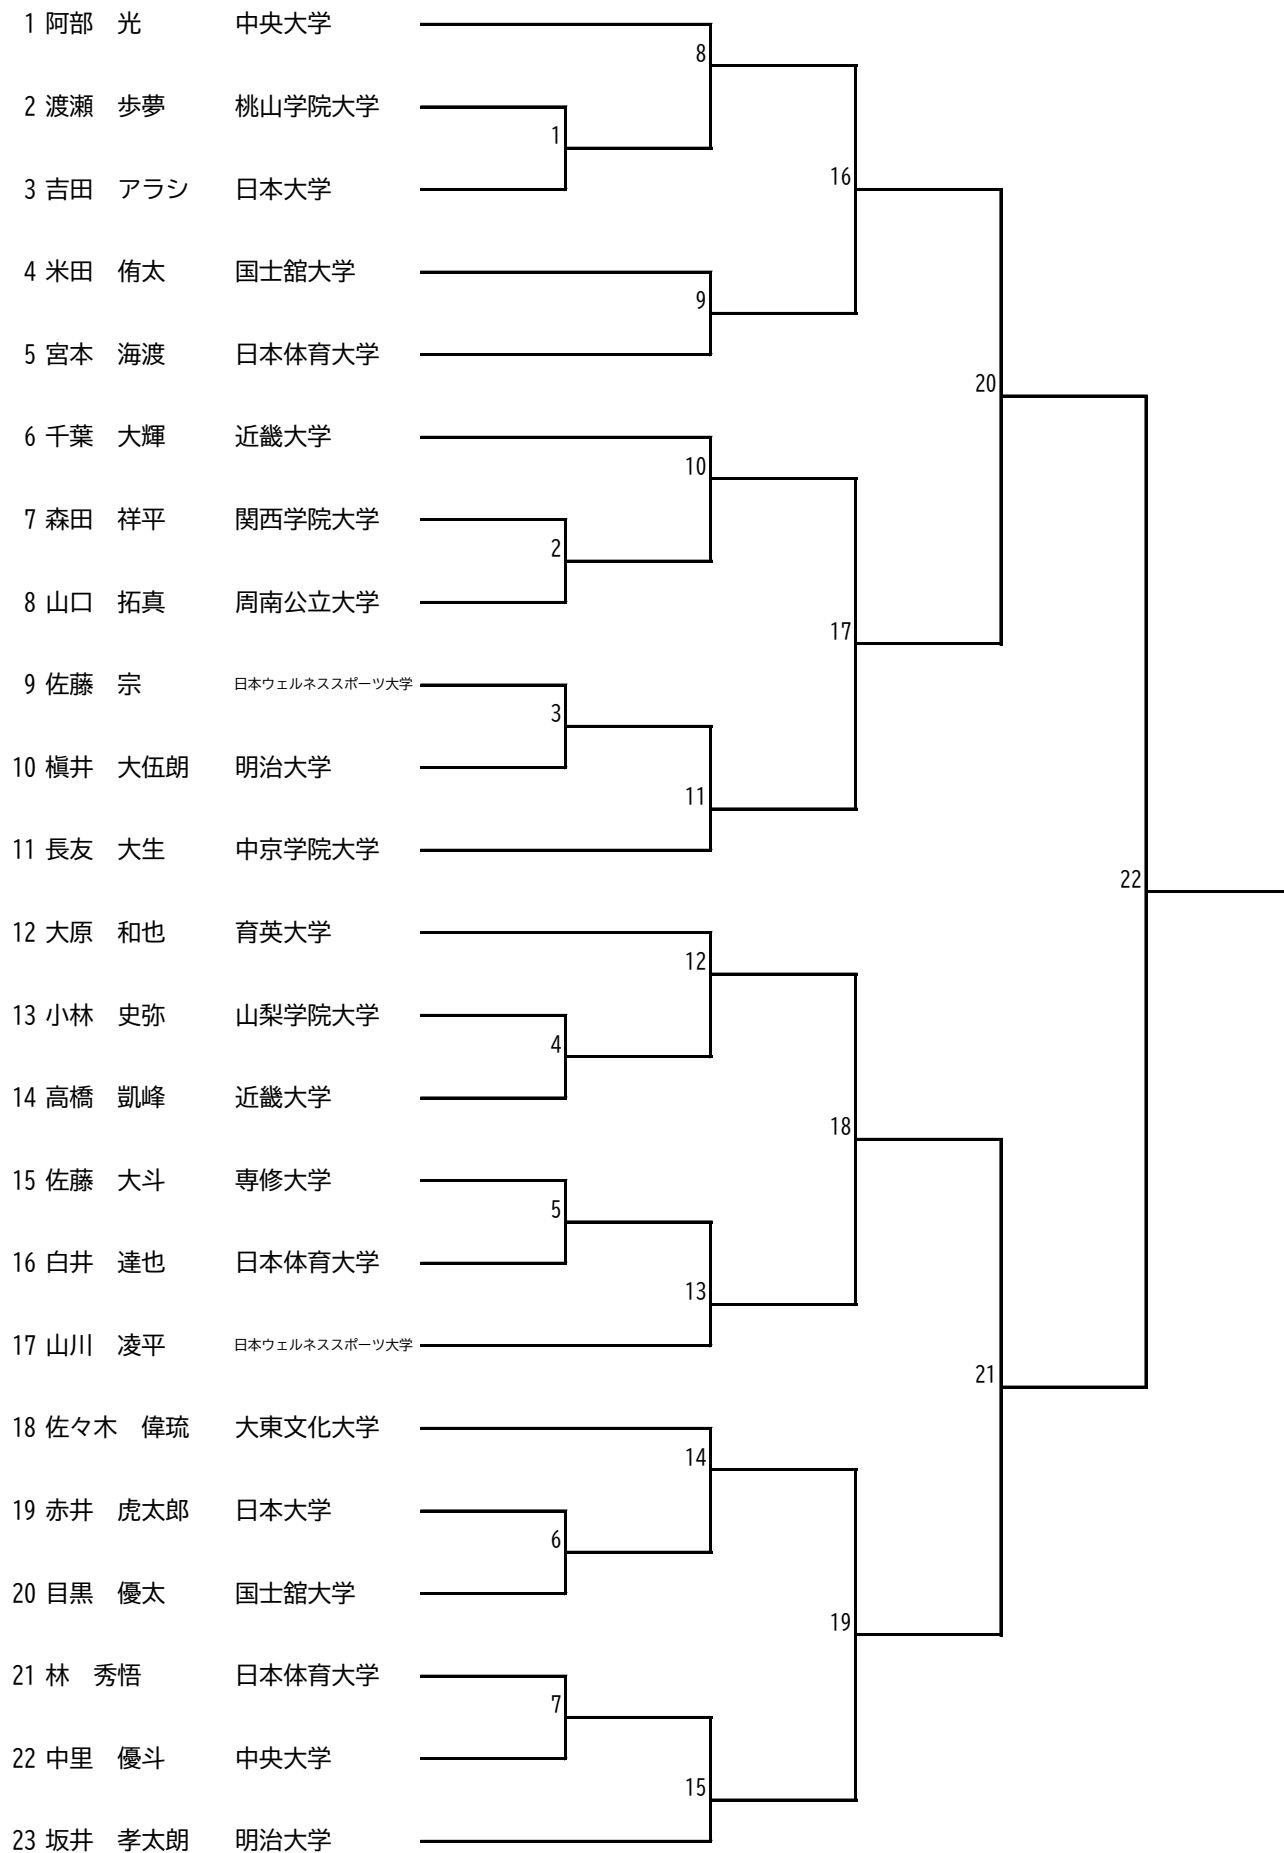 1 阿部　光 中央大学
8
2 渡瀬　歩夢 桃山学院大学
1
16
3 吉田　アラシ 日本大学
4 米田　侑太 国士舘大学
9
5 宮本　海渡 日本体育大学
20
6 千葉　大輝 近畿大学
10
7 森田　祥平 関西学院大学
2
8 山口　拓真 周南公立大学
17
9 佐藤　宗 日本ウェルネススポーツ大学
3
10 槇井　大伍朗 明治大学
11
11 長友　大生 中京学院大学
22
12 大原　和也 育英大学
12
13 小林　史弥 山梨学院大学
4
14 高橋　凱峰 近畿大学
18
15 佐藤　大斗 専修大学
5
16 白井　達也 日本体育大学
13
17 山川　凌平 日本ウェルネススポーツ大学
21
18 佐々木　偉琉 大東文化大学
14
19 赤井　虎太郎 日本大学
6
20 目黒　優太 国士舘大学
19
21 林　秀悟 日本体育大学
7
22 中里　優斗 中央大学
15
23 坂井　孝太朗 明治大学